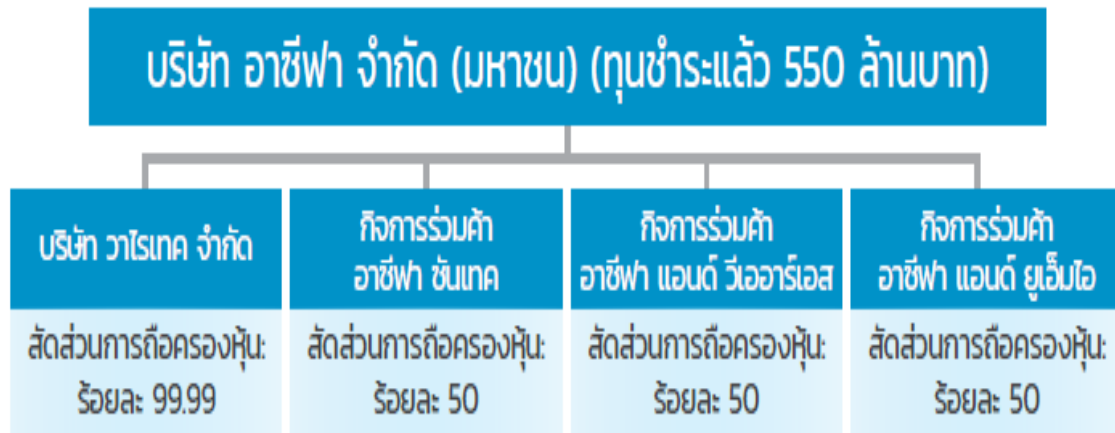 บริษัท อาซีฟา จำกัด (มหาชน) (ทุนชำระแล้ว 550 ล้านบาท)
บริษัท วาไรเทค จำกัด
สัดส่วนการถือครองหุ้น:
ร้อยละ 99.99
กิจการร่วมค้า
อาซีฟา ซันเทค
สัดส่วนการถือครองหุ้น:
ร้อยละ 50
กิจการร่วมค้า
อาซีฟา แอนด์ วีเออาร์เอส
สัดส่วนการถือครองหุ้น:
ร้อยละ 50
กิจการร่วมค้า
อาซีฟา แอนด์ ยูเอ็มไอ
สัดส่วนการถือครองหุ้น:
ร้อยละ 50